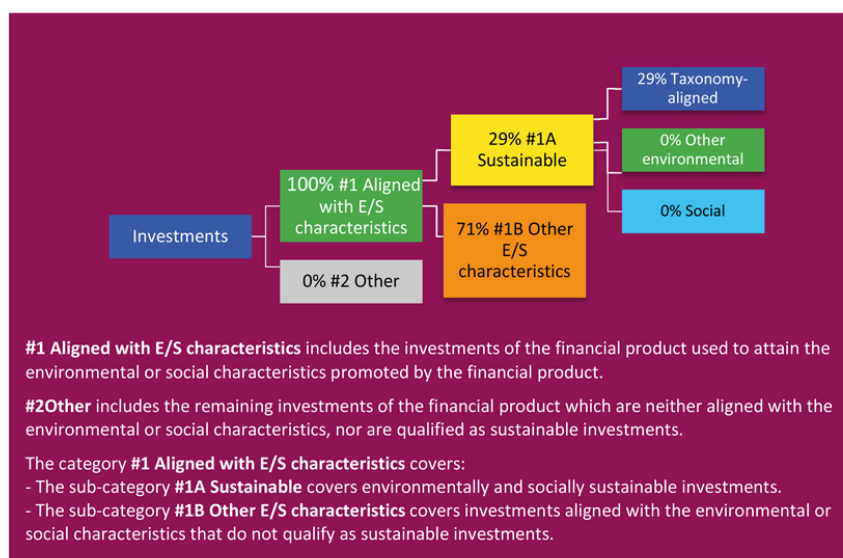 29% Taxonomy-
aligned
29% #1A
Sustainable
0% Other
environmental
100% #1 Aligned
with E/S
characteristics
0% Social
Investments
71% #1B Other
E/S
characteristics
0% #2 Other
#1 Aligned with E/S characteristics includes the investments of the financial product used to attain the
environmental or social characteristics promoted by the financial product.
#2Other includes the remaining investments of the financial product which are neither aligned with the
environmental or social characteristics, nor are qualified as sustainable investments.
The category #1 Aligned with E/S characteristics covers:
- The sub-category #1A Sustainable covers environmentally and socially sustainable investments.
- The sub-category #1B Other E/S characteristics covers investments aligned with the environmental or
social characteristics that do not qualify as sustainable investments.